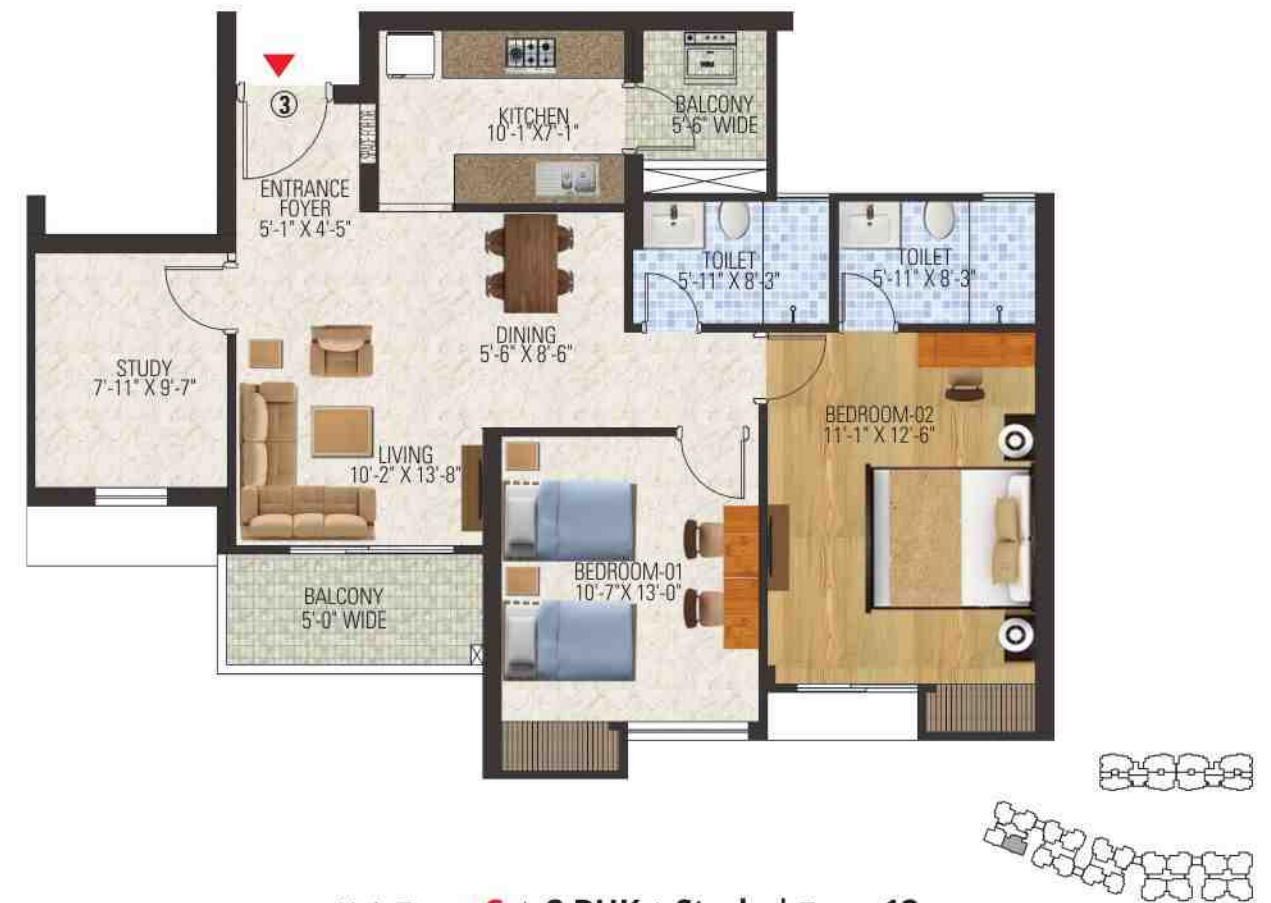 3
KITCHEN
10'-1"X7'-1"
BALCONY
5'-6" WIDE
ENTRANCE
FOYER
5'-1" X 4'-5"
TOILET
5'-11" X 8'-3"
TOILET
5'-11" X 8'-3"
DINING
5'-6" X 8'-6"
STUDY
7'-11" X 9'-7"
BEDROOM-02
11'-1" X 12'-6"
LIVING
10'-2" X 13'-8"
BEDROOM-01
10'-7"X 13'-0"
BALCONY
5'-0" WIDE